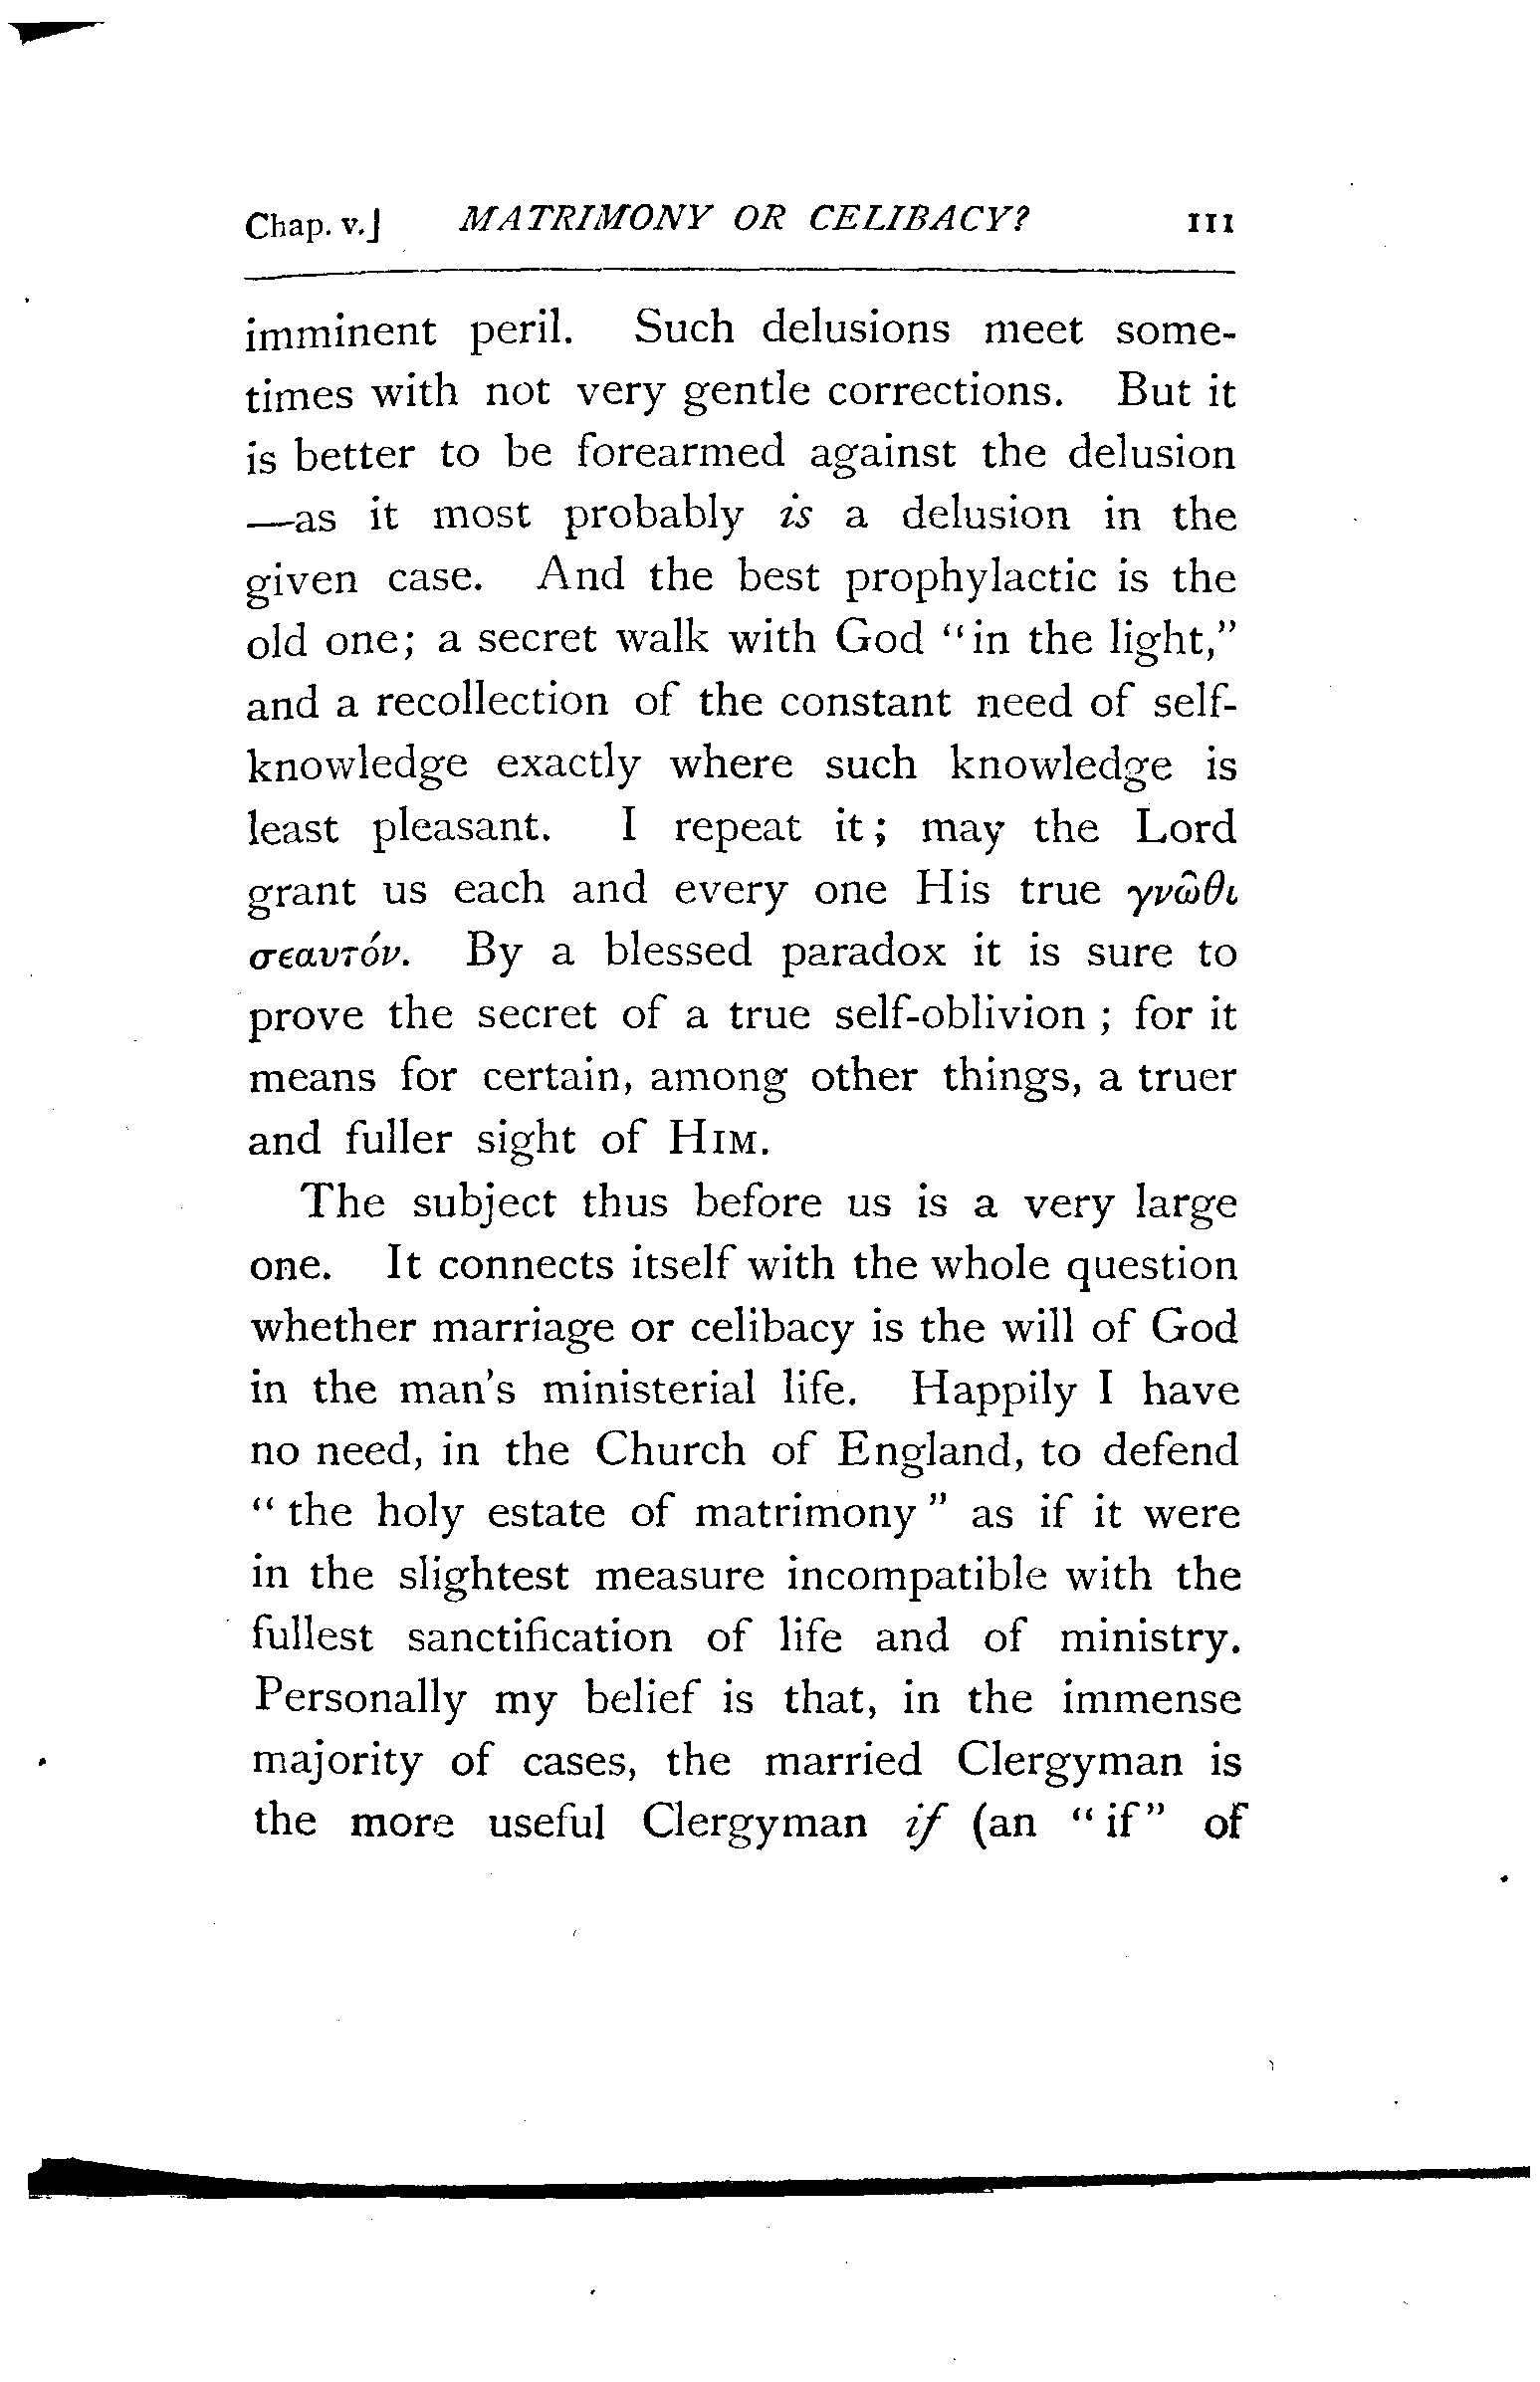 Chap. v.] MATRIMONY OR CELIBACY? 111
imminent peril. Such delusions meet some-
times with not very gentle corrections. But it
is better to be forearmed against the delusion
—as it most probably is a delusion in the
given case. And the best prophylactic is the
old one; a secret walk with God "in the light,"
and a recollection of the constant need of self-
knowledge exactly where such knowledge is
least pleasant. I repeat it; may the Lord
grant us each and every one His true γνῶθι
σεαυτόν. By a blessed paradox it is sure to
prove the secret of a true self-oblivion; for it
means for certain, among other things, a truer
and fuller sight of HIM.
The subject thus before us is a very large
one. It connects itself with the whole question
whether marriage or celibacy is the will of God
in the man's ministerial life. Happily I have
no need, in the Church of England, to defend
"the holy estate of matrimony" as if it were
in the slightest measure incompatible with the
fullest sanctification of life and of ministry.
Personally my belief is that, in the immense
majority of cases, the married Clergyman is
the more useful Clergyman if (an "if" of